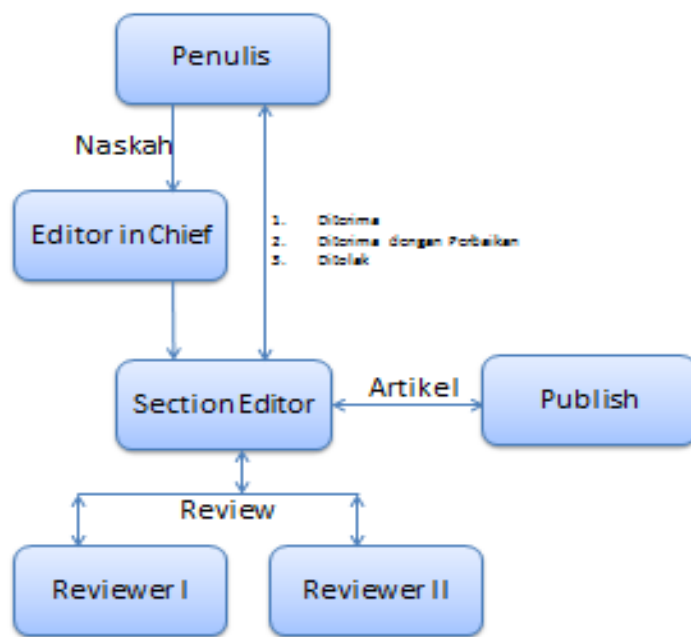 Penulis
Naskah
Editor in Chief
1. Diterima
2. Diterima dengan Perbaikan
3. Ditolak
Section Editor
Artikel
Publish
Review
Reviewer I
Reviewer II